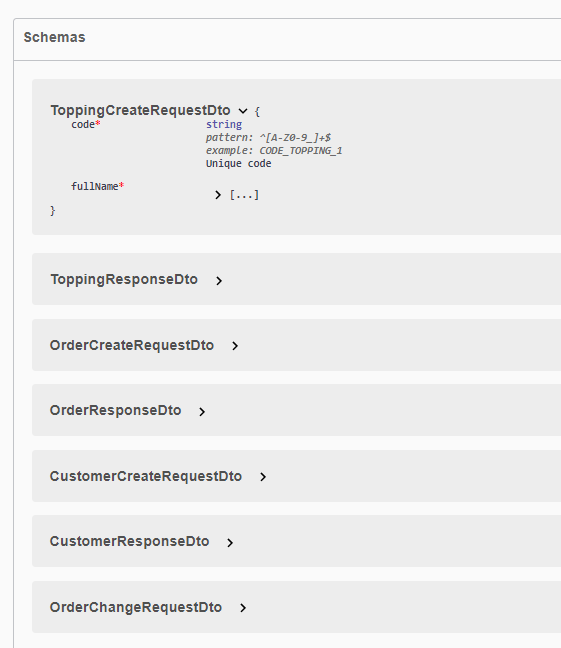 Schemas
ToppingCreateRequestDto {
code* string
pattern: ^[A-Z0-9_]+$
example: CODE_TOPPING_1
Unique code
fullName* [...]
}
ToppingResponseDto
OrderCreateRequestDto
OrderResponseDto
CustomerCreateRequestDto
CustomerResponseDto
OrderChangeRequestDto